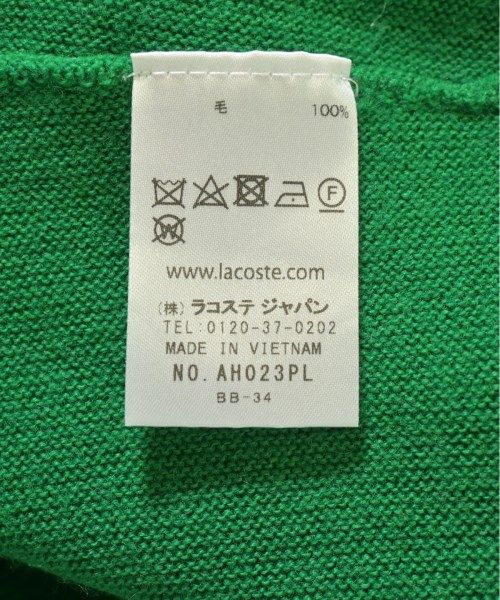 毛 100%
F
W
www.lacoste.com
(株) ラコステ ジャパン
TEL:0120-37-0202
MADE IN VIETNAM
NO. AH023PL
BB-34